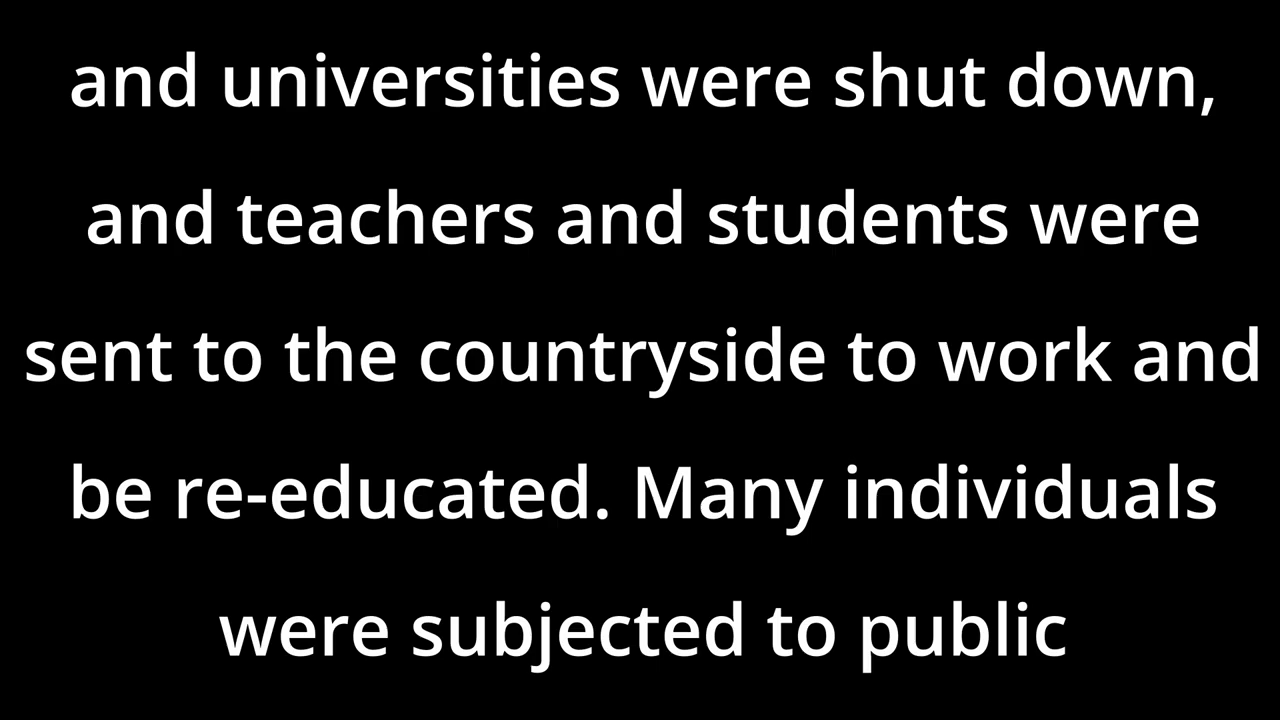 and universities were shut down,
and teachers and students were
sent to the countryside to work and
be re-educated. Many individuals
were subjected to public